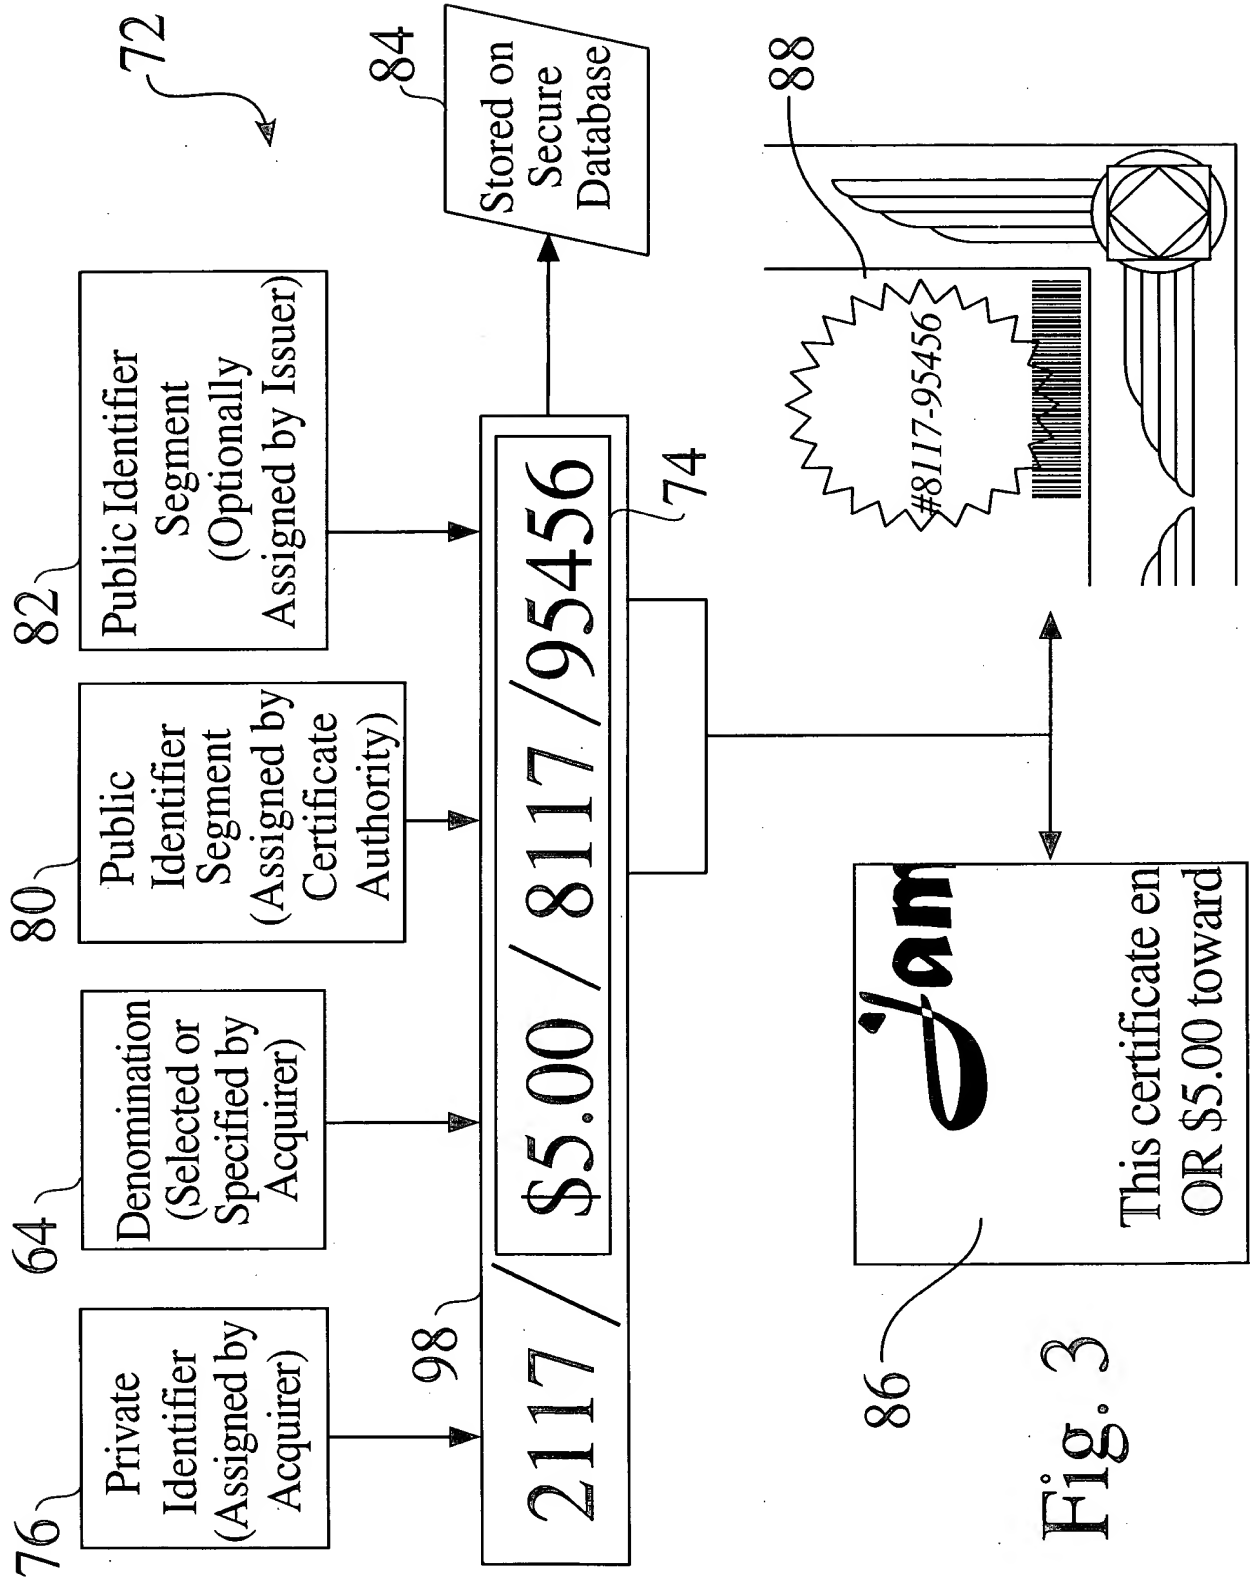 72
76
Private
Identifier
(Assigned by
Acquirer)
64
Denomination
(Selected or
Specified by
Acquirer)
80
Public
Identifier
Segment
(Assigned by
Certificate
Authority)
82
Public Identifier
Segment
(Optionally
Assigned by Issuer)
98
2117 / $5.00 / 8117 /95456
74
84
Stored on
Secure
Database
86
Jam
This certificate en
OR $5.00 toward
88
#8117-95456
Fig. 3